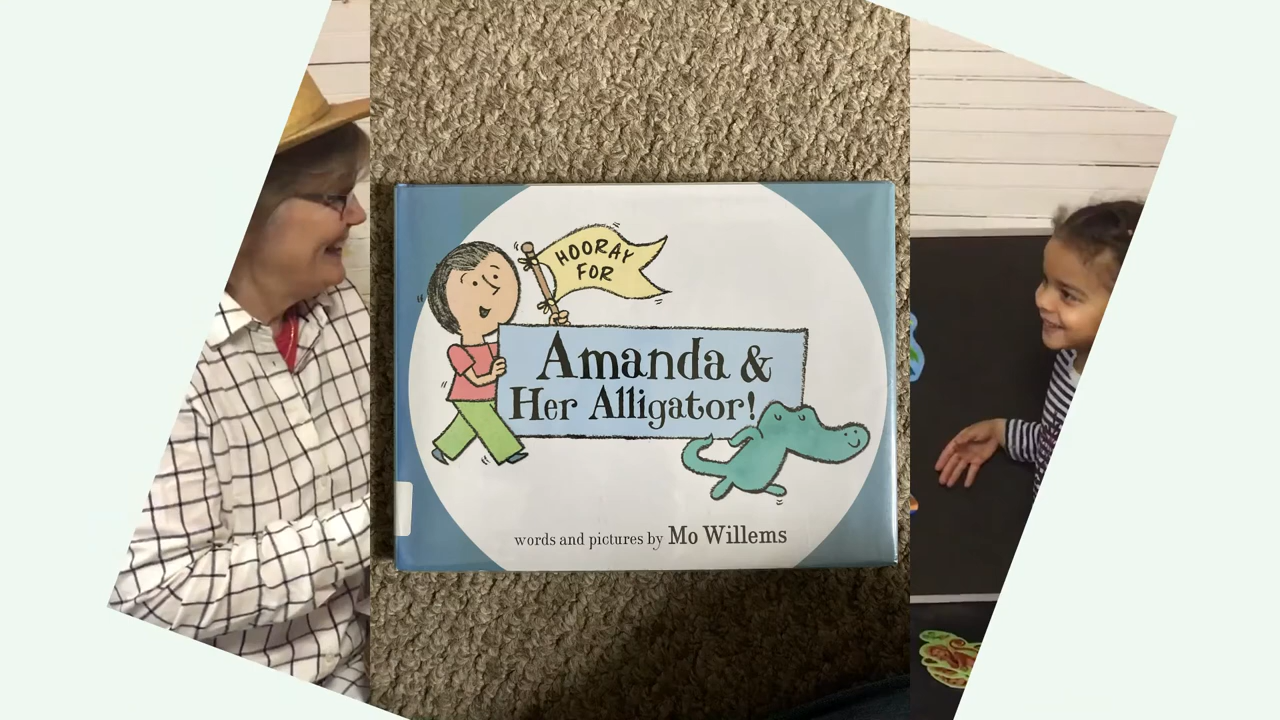 HOORAY
FOR
Amanda &
Her Alligator!
words and pictures by Mo Willems